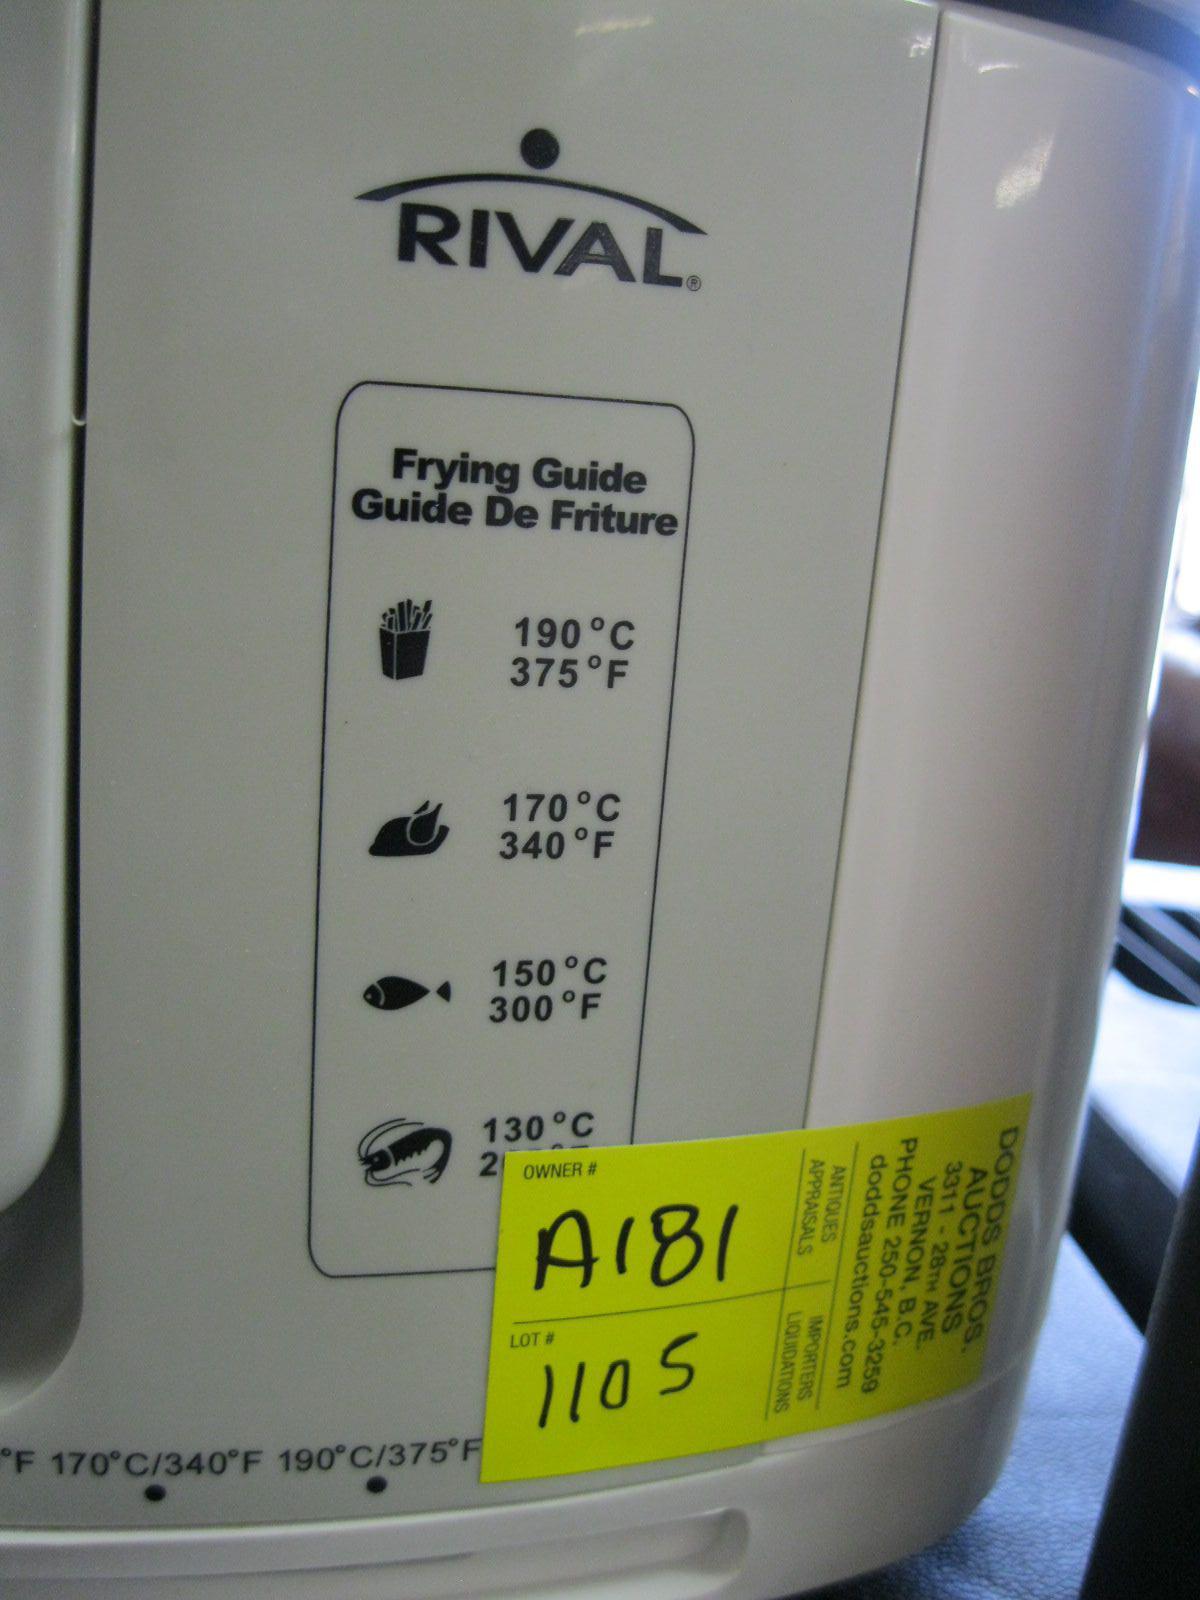 RIVAL®
Frying Guide
Guide De Friture
190°C
375°F
170°C
340°F
150°C
300°F
130°C
OWNER #
A181
LOT #
1105
ANTIQUES
APPRAISALS
IMPORTERS
LIQUIDATIONS
DODDS BROS.
AUCTIONS
3311 - 28TH AVE.
VERNON, B.C.
PHONE 250-545-3259
doddsauctions.com
°F 170°C/340°F 190°C/375°F